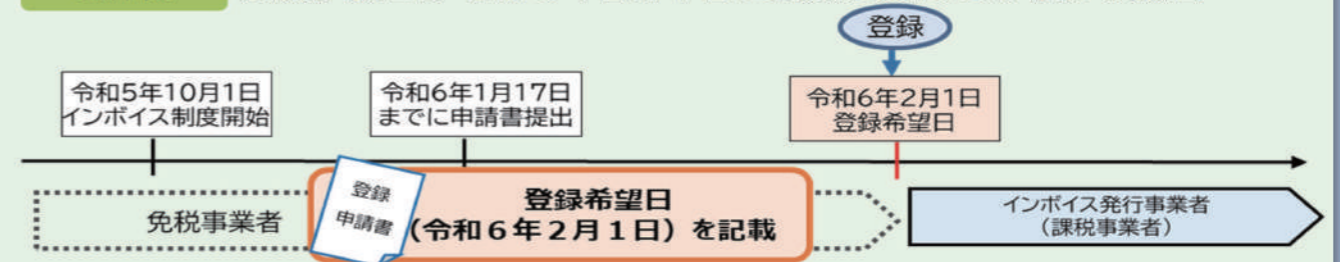 登録
令和5年10月1日
インボイス制度開始
令和6年1月17日
までに申請書提出
令和6年2月1日
登録希望日
免税事業者
登録
申請書
登録希望日
(令和6年2月1日)を記載
インボイス発行事業者
(課税事業者)